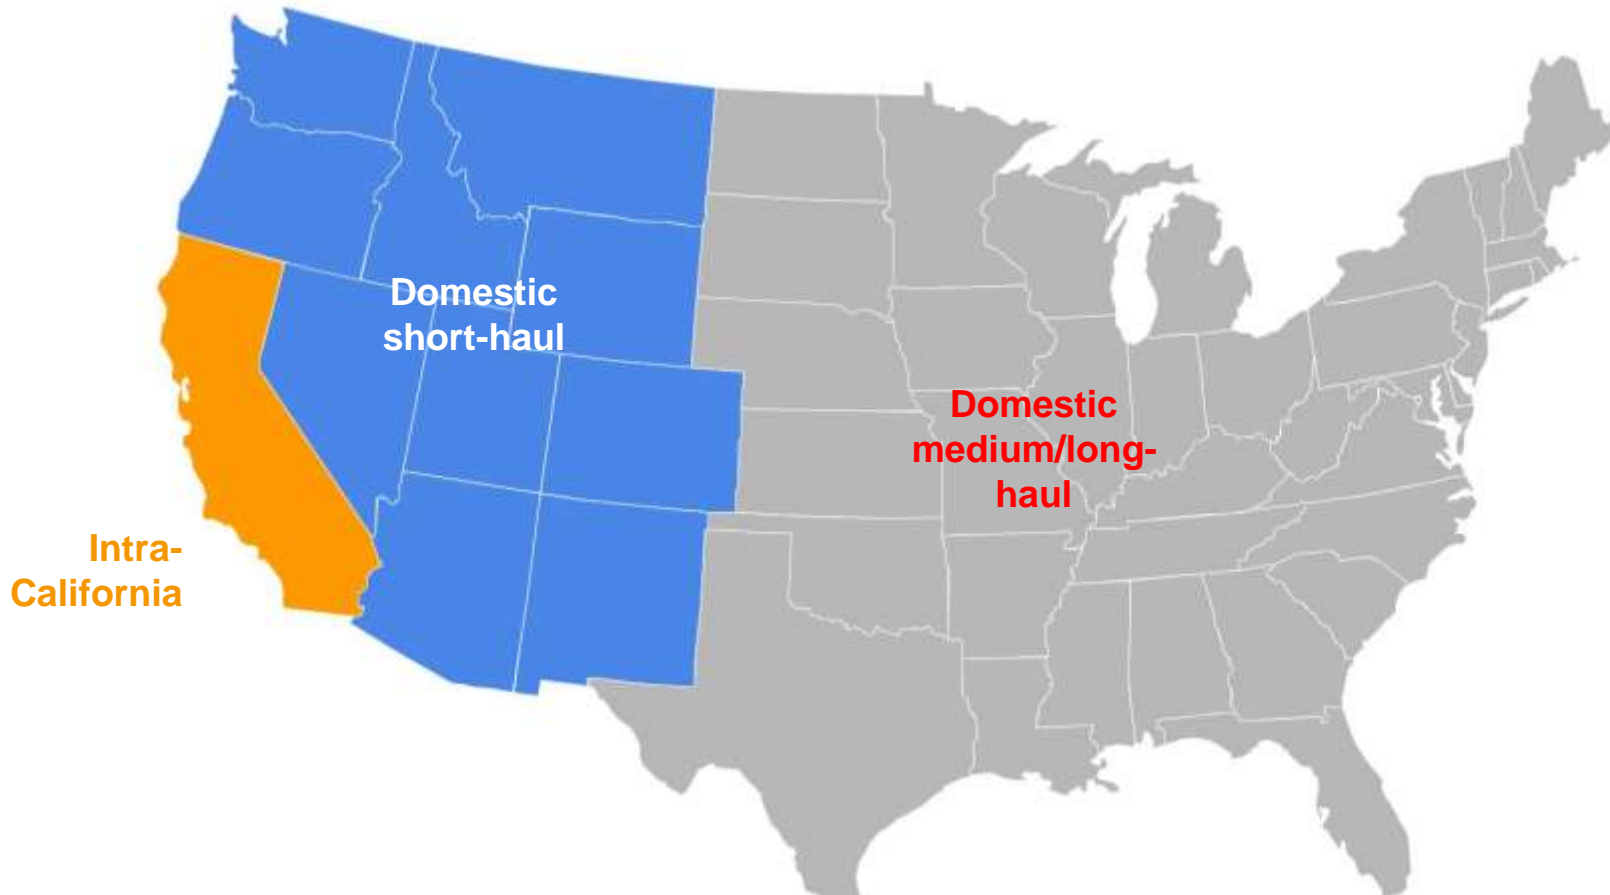 Domestic
short-haul
Domestic
medium/long-
haul
Intra-
California